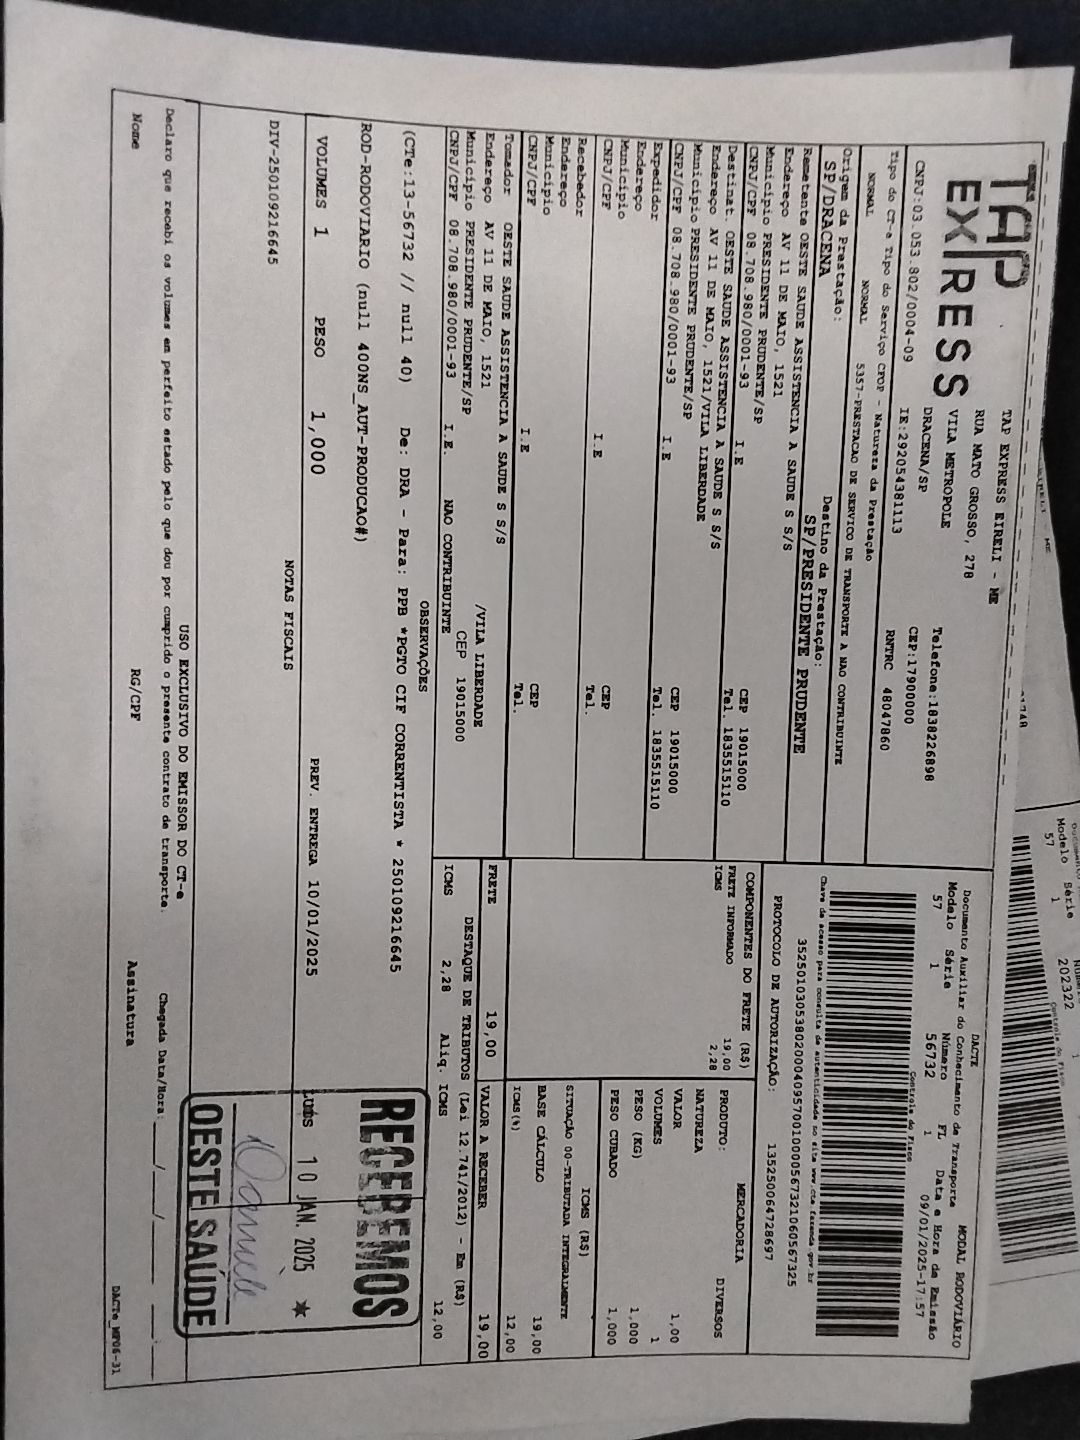 TAP EXPRESS
TAP EXPRESS EIRELI - ME
RUA MATO GROSSO, 278
VILA METROPOLE
DRACENA/SP
Telefone:1838226898
CEP:17900000
CNPJ:03.053.802/0004-09
IE:292054381113
RNTRC 48047860
Tipo do CT-e Tipo do Serviço CFOP - Natureza da Prestação
NORMAL NORMAL 5357-PRESTACAO DE SERVICO DE TRANSPORTE A NAO CONTRIBUINTE
Origem da Prestação: Destino da Prestação:
SP/DRACENA SP/PRESIDENTE PRUDENTE
Remetente OESTE SAUDE ASSISTENCIA A SAUDE S S/S
Endereço AV 11 DE MAIO, 1521
Município PRESIDENTE PRUDENTE/SP CEP 19015000
CNPJ/CPF 08.708.980/0001-93 I.E Tel. 1835515110
Destinat. OESTE SAUDE ASSISTENCIA A SAUDE S S/S
Endereço AV 11 DE MAIO, 1521/VILA LIBERDADE
Município PRESIDENTE PRUDENTE/SP CEP 19015000
CNPJ/CPF 08.708.980/0001-93 I.E Tel. 1835515110
Expedidor
Endereço
Município CEP
CNPJ/CPF I.E Tel.
Recebedor
Endereço
Município CEP
CNPJ/CPF I.E Tel.
Tomador OESTE SAUDE ASSISTENCIA A SAUDE S S/S
Endereço AV 11 DE MAIO, 1521 /VILA LIBERDADE
Município PRESIDENTE PRUDENTE/SP CEP 19015000
CNPJ/CPF 08.708.980/0001-93 I.E. NAO CONTRIBUINTE
DACTE MODAL RODOVIÁRIO
Documento Auxiliar do Conhecimento de Transporte
Modelo Série Número FL Data e Hora de Emissão
57 1 56732 1 09/01/2025-17:57
Controle do Fisco
Chave de acesso para consulta de autenticidade no site www.cte.fazenda.gov.br
35250103053802000409570010000567321060567325
PROTOCOLO DE AUTORIZAÇÃO: 135250064728697
COMPONENTES DO FRETE (R$)
FRETE INFORMADO 19,00
ICMS 2,28
PRODUTO: MERCADORIA
NATUREZA DIVERSOS
VALOR 1,00
VOLUMES 1
PESO (KG) 1,000
PESO CUBADO 1,000
ICMS (R$)
SITUAÇÃO 00-TRIBUTADA INTEGRALMENTE
BASE CÁLCULO 19,00
ICMS(%) 12,00
FRETE 19,00 VALOR A RECEBER 19,00
DESTAQUE DE TRIBUTOS (Lei 12.741/2012) - Em (R$)
ICMS 2,28 Aliq. ICMS 12,00
OBSERVAÇÕES
(CTe:13-56732 // null 40) De: DRA - Para: PPB *PGTO CIF CORRENTISTA * 250109216645
ROD-RODOVIARIO (null 400NS_AUT-PRODUCAO#)
VOLUMES 1 PESO 1,000 PREV. ENTREGA 10/01/2025
NOTAS FISCAIS
DIV-250109216645
RECEBEMOS
10 JAN. 2025
Daniele
OESTE SAÚDE
USO EXCLUSIVO DO EMISSOR DO CT-e
Declaro que recebi os volumes em perfeito estado pelo que dou por cumprido o presente contrato de transporte. Chegada Data/Hora:___/___/___
Nome RG/CPF Assinatura
DACTe_MP06-31
Modelo Série
57 1 202322
Controle do Fisco